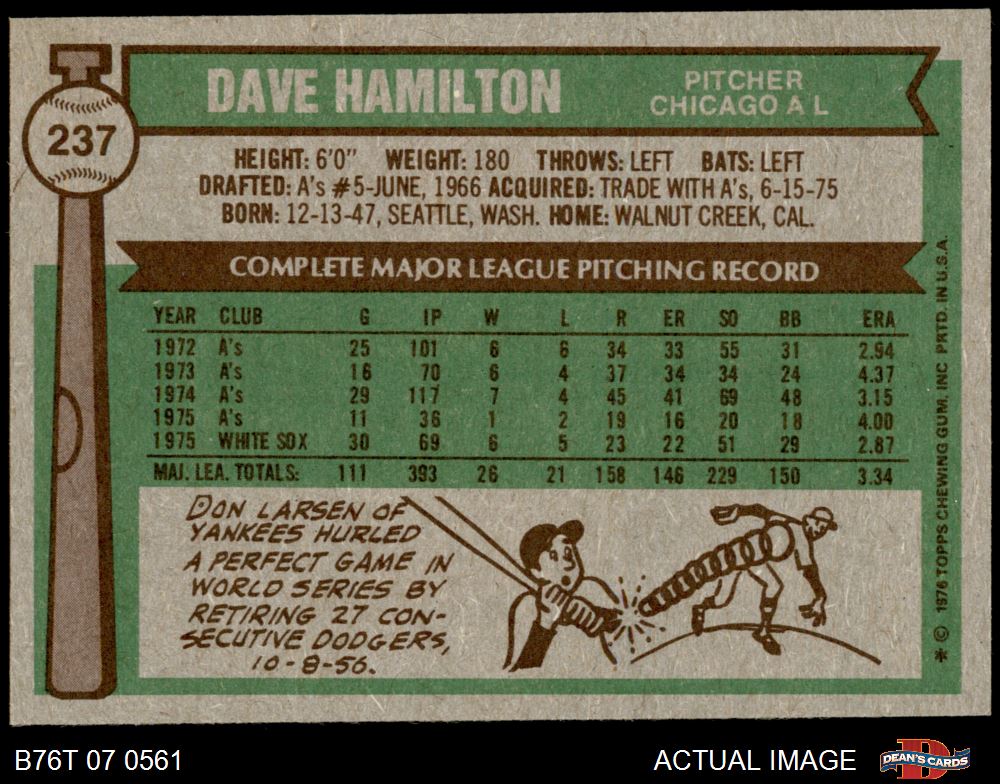 237
DAVE HAMILTON
PITCHER
CHICAGO A L
HEIGHT: 6'0" WEIGHT: 180 THROWS: LEFT BATS: LEFT
DRAFTED: A's #5-JUNE, 1966 ACQUIRED: TRADE WITH A's, 6-15-75
BORN: 12-13-47, SEATTLE, WASH. HOME: WALNUT CREEK, CAL.
COMPLETE MAJOR LEAGUE PITCHING RECORD
YEAR CLUB G IP W L R ER SO BB ERA
1972 A's 25 101 6 6 34 33 55 31 2.94
1973 A's 16 70 6 4 37 34 34 24 4.37
1974 A's 29 117 7 4 45 41 69 48 3.15
1975 A's 11 36 1 2 19 16 20 18 4.00
1975 WHITE SOX 30 69 6 5 23 22 51 29 2.87
MAJ. LEA. TOTALS: 111 393 26 21 158 146 229 150 3.34
DON LARSEN OF
YANKEES HURLED
A PERFECT GAME IN
WORLD SERIES BY
RETIRING 27 CON-
SECUTIVE DODGERS,
10-8-56.
* © 1976 TOPPS CHEWING GUM, INC PRTD. IN U.S.A.
B76T 07 0561
ACTUAL IMAGE
D
DEAN'S CARDS